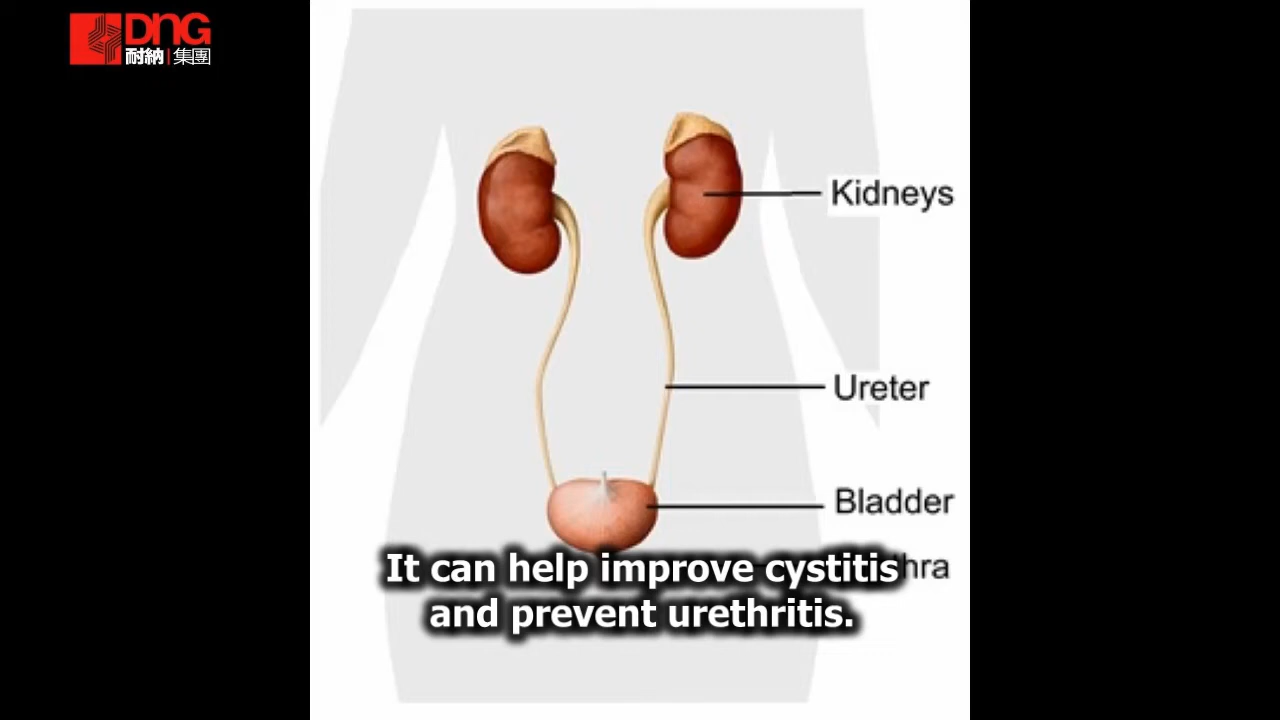 DNG
耐納|集團
Kidneys
Ureter
Bladder
It can help improve cystitis
and prevent urethritis.